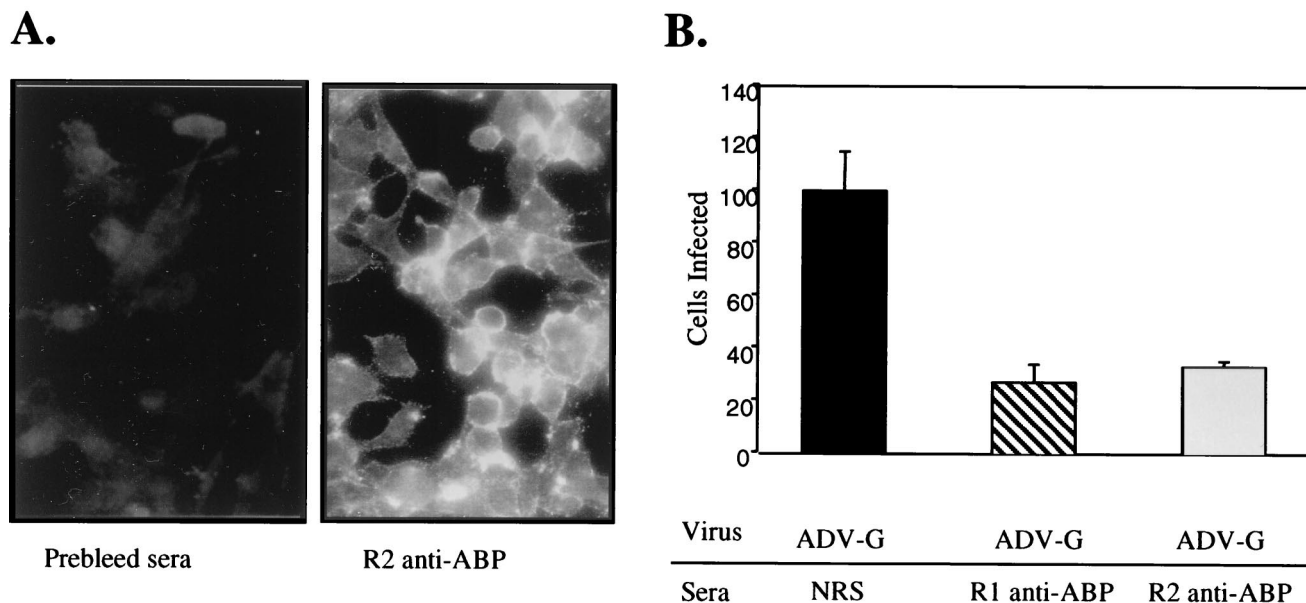 A.
Prebleed sera
R2 anti-ABP
B.
Cells Infected
140
120
100
80
60
40
20
0
Virus ADV-G ADV-G ADV-G
Sera NRS R1 anti-ABP R2 anti-ABP